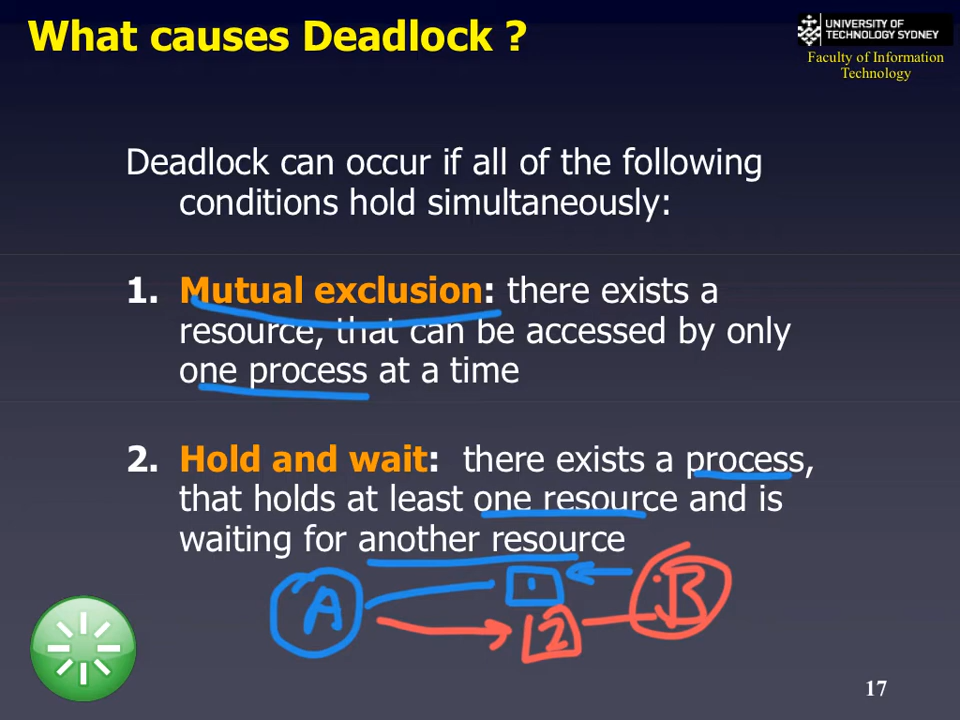 What causes Deadlock ?
UNIVERSITY OF
TECHNOLOGY SYDNEY
Faculty of Information
Technology
Deadlock can occur if all of the following
conditions hold simultaneously:
1. Mutual exclusion: there exists a
resource, that can be accessed by only
one process at a time
2. Hold and wait: there exists a process,
that holds at least one resource and is
waiting for another resource
A 1 B
2
17